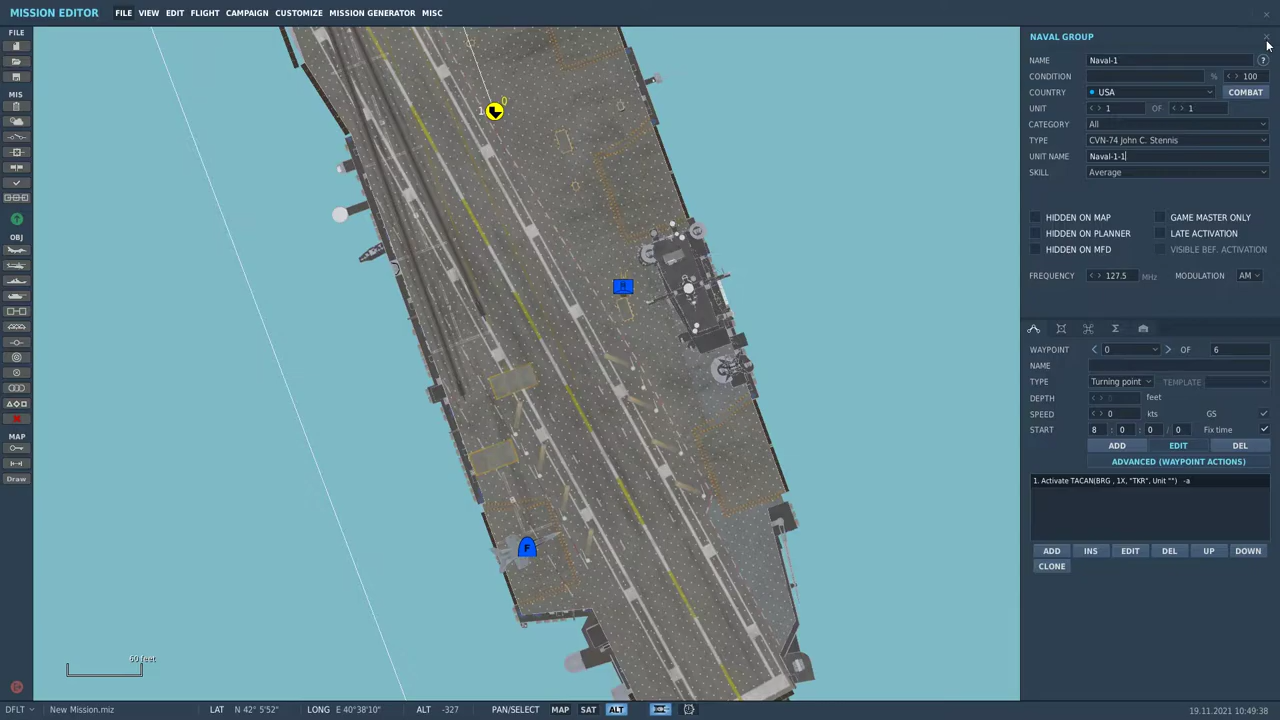 MISSION EDITOR FILE VIEW EDIT FLIGHT CAMPAIGN CUSTOMIZE MISSION GENERATOR MISC
FILE
MIS
OBJ
MAP
Draw
1 0
F
60 feet
NAVAL GROUP
NAME Naval-1 ?
CONDITION % < > 100
COUNTRY USA COMBAT
UNIT < > 1 OF < > 1
CATEGORY All
TYPE CVN-74 John C. Stennis
UNIT NAME Naval-1-1
SKILL Average
HIDDEN ON MAP GAME MASTER ONLY
HIDDEN ON PLANNER LATE ACTIVATION
HIDDEN ON MFD VISIBLE BEF. ACTIVATION
FREQUENCY < > 127.5 MHz MODULATION AM
WAYPOINT < 0 > OF 6
NAME
TYPE Turning point TEMPLATE:
DEPTH < > feet
SPEED < > 0 kts GS
START 8 : 0 : 0 / 0 Fix time
ADD EDIT DEL
ADVANCED (WAYPOINT ACTIONS)
1. Activate TACAN(BRG , 1X, "TKR", Unit "") -a
ADD INS EDIT DEL UP DOWN
CLONE
DFLT New Mission.miz LAT N 42° 5'52" LONG E 40°38'10" ALT -327 PAN/SELECT MAP SAT ALT 19.11.2021 10:49:38